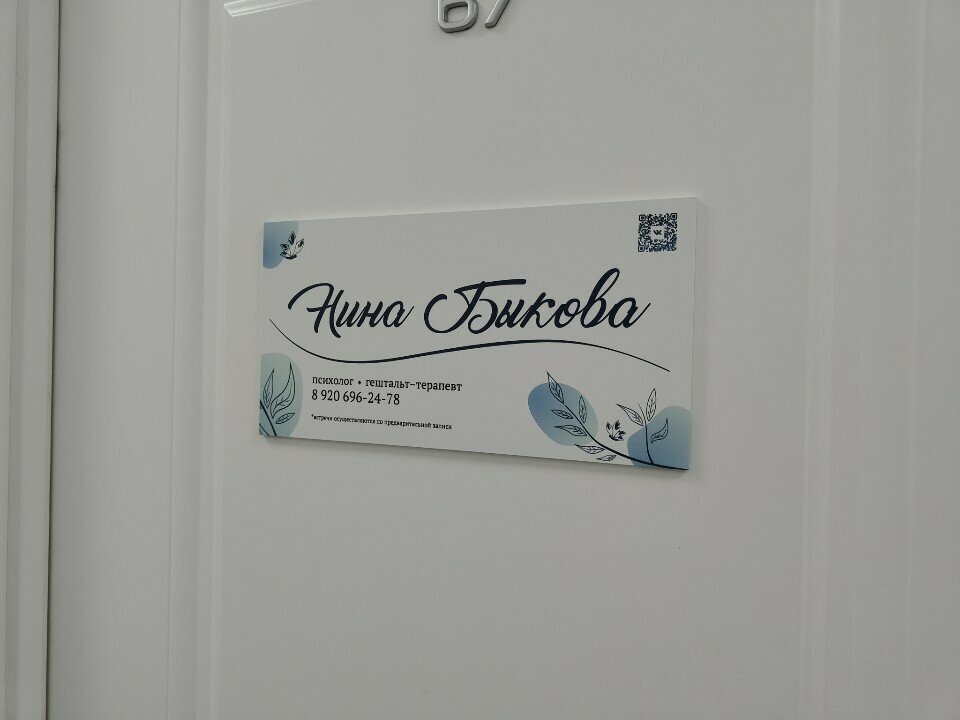 67
Нина Быкова
психолог • гештальт-терапевт
8 920 696-24-78
*встречи осуществляются по предварительной записи